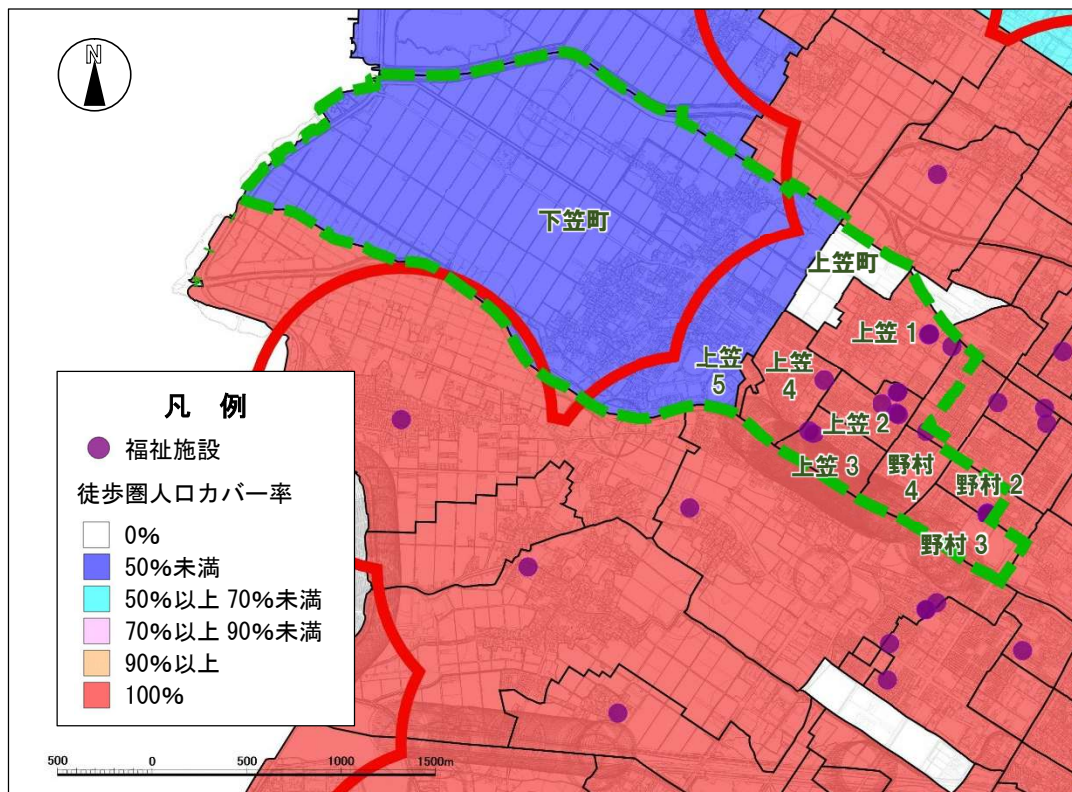 N
下笠町
上笠町
上笠 1
上笠
5
上笠
4
上笠 2
上笠 3
野村
4
野村 2
野村 3
凡 例
福祉施設
徒歩圏人口カバー率
0%
50%未満
50%以上 70%未満
70%以上 90%未満
90%以上
100%
500 0 500 1000 1500m